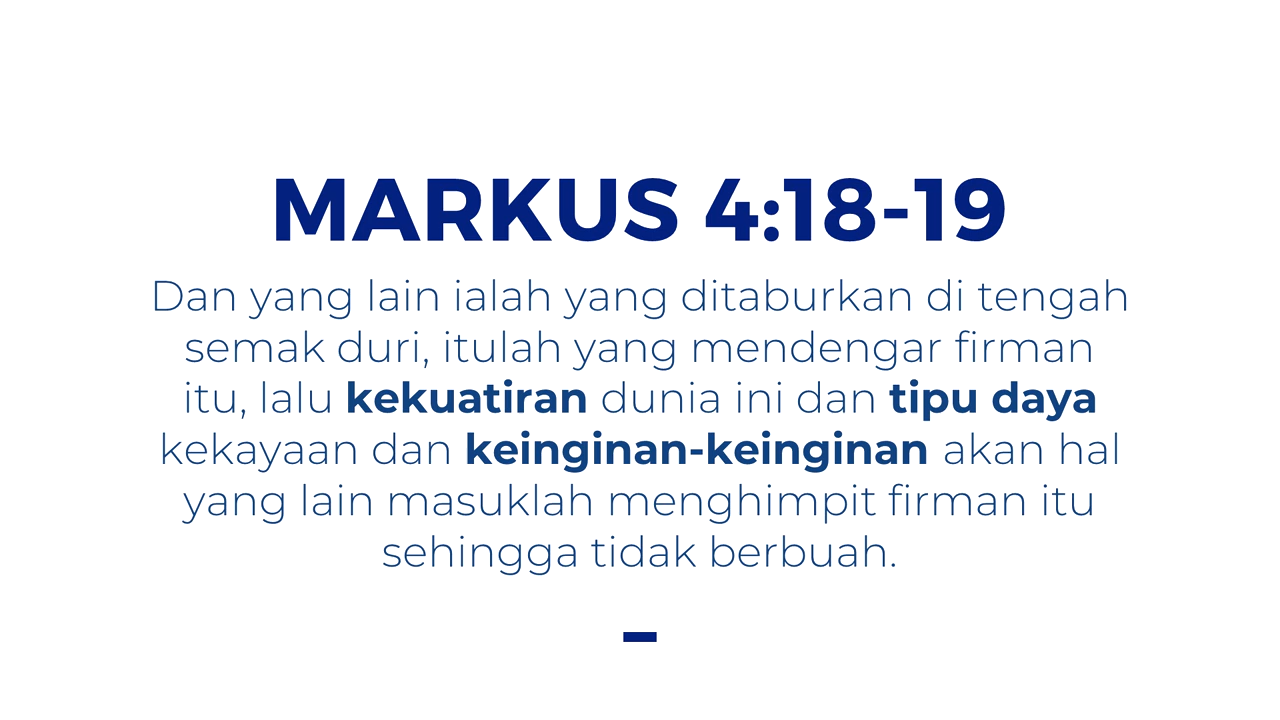 MARKUS 4:18-19
Dan yang lain ialah yang ditaburkan di tengah
semak duri, itulah yang mendengar firman
itu, lalu kekuatiran dunia ini dan tipu daya
kekayaan dan keinginan-keinginan akan hal
yang lain masuklah menghimpit firman itu
sehingga tidak berbuah.